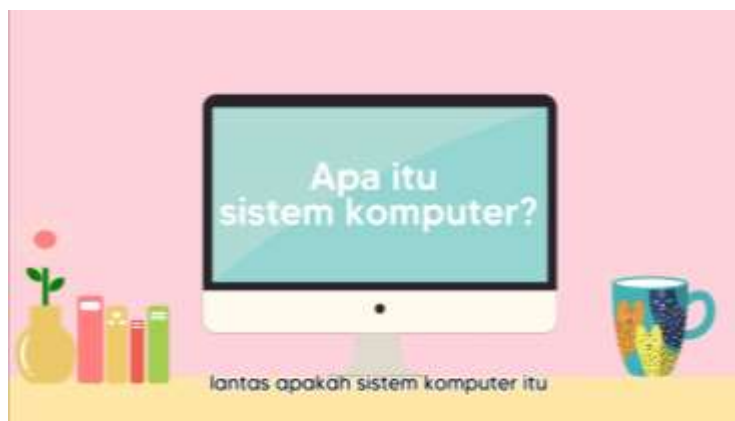 Apa itu
sistem komputer?
lantas apakah sistem komputer itu